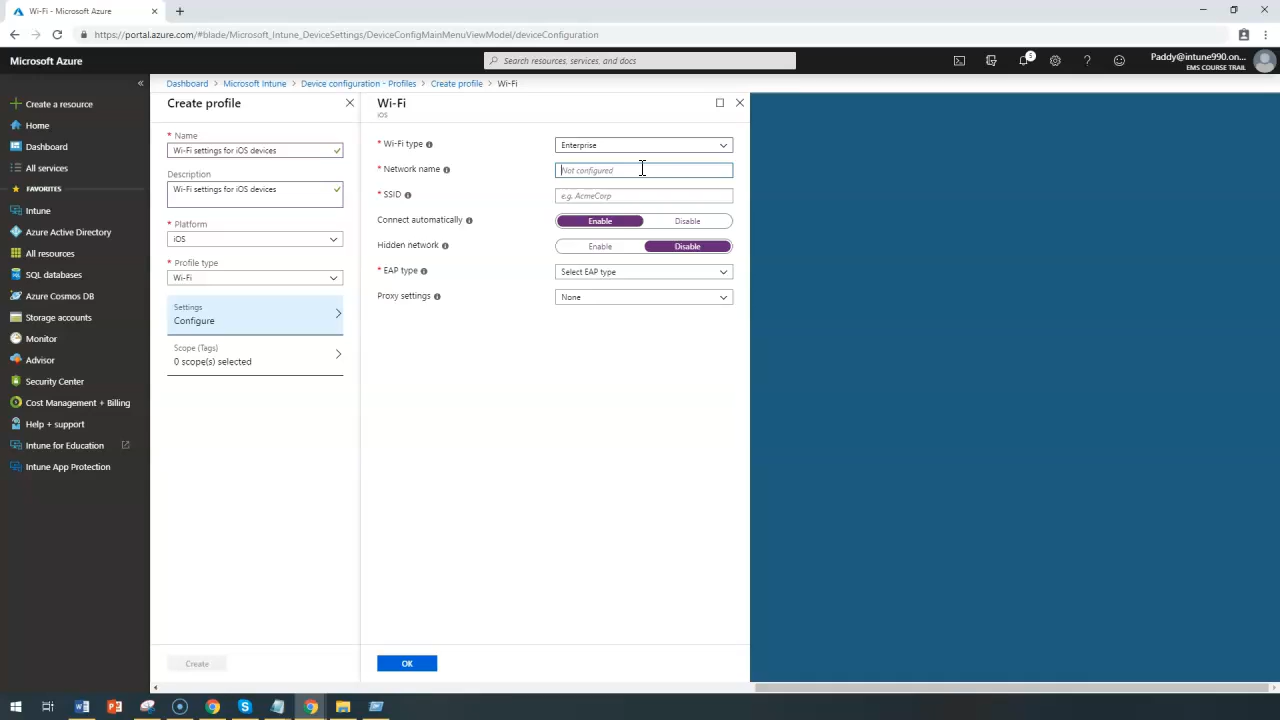 Wi-Fi - Microsoft Azure
https://portal.azure.com/#blade/Microsoft_Intune_DeviceSettings/DeviceConfigMainMenuViewModel/deviceConfiguration
Microsoft Azure
Search resources, services, and docs
3
Paddy@intune990.on...
EMS COURSE TRAIL
Dashboard > Microsoft Intune > Device configuration - Profiles > Create profile > Wi-Fi
Create a resource
Home
Dashboard
All services
FAVORITES
Intune
Azure Active Directory
All resources
SQL databases
Azure Cosmos DB
Storage accounts
Monitor
Advisor
Security Center
Cost Management + Billing
Help + support
Intune for Education
Intune App Protection
Create profile
* Name
Wi-Fi settings for iOS devices
Description
Wi-Fi settings for iOS devices
* Platform
iOS
* Profile type
Wi-Fi
Settings
Configure
Scope (Tags)
0 scope(s) selected
Create
Wi-Fi
iOS
* Wi-Fi type Enterprise
* Network name Not configured
* SSID e.g. AcmeCorp
Connect automatically Enable Disable
Hidden network Enable Disable
* EAP type Select EAP type
Proxy settings None
OK